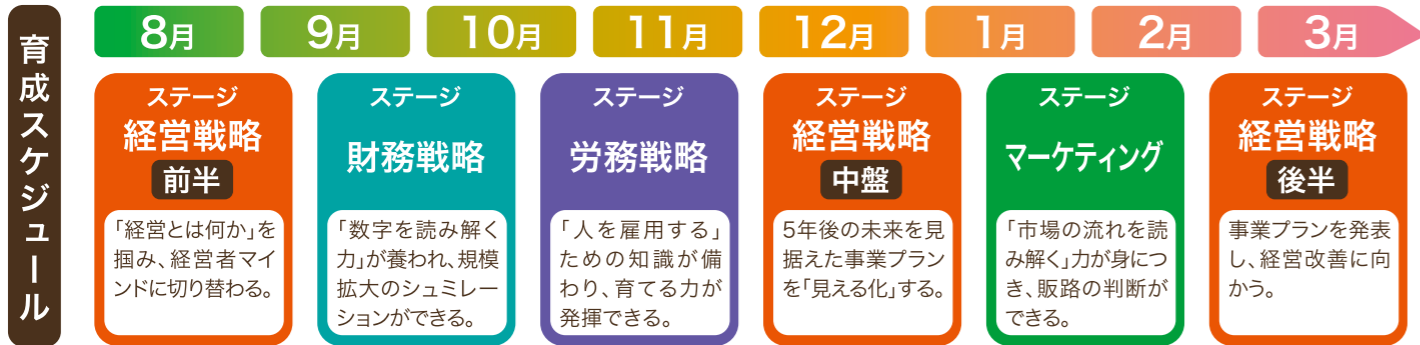 育成スケジュール
8月
9月
10月
11月
12月
1月
2月
3月
ステージ
経営戦略
前半
「経営とは何か」を
掴み、経営者マイ
ンドに切り替わる。
ステージ
財務戦略
「数字を読み解く
力」が養われ、規模
拡大のシュミレー
ションができる。
ステージ
労務戦略
「人を雇用する」
ための知識が備
わり、育てる力が
発揮できる。
ステージ
経営戦略
中盤
5年後の未来を見
据えた事業プラン
を「見える化」する。
ステージ
マーケティング
「市場の流れを読
み解く」力が身につ
き、販路の判断が
できる。
ステージ
経営戦略
後半
事業プランを発表
し、経営改善に向
かう。